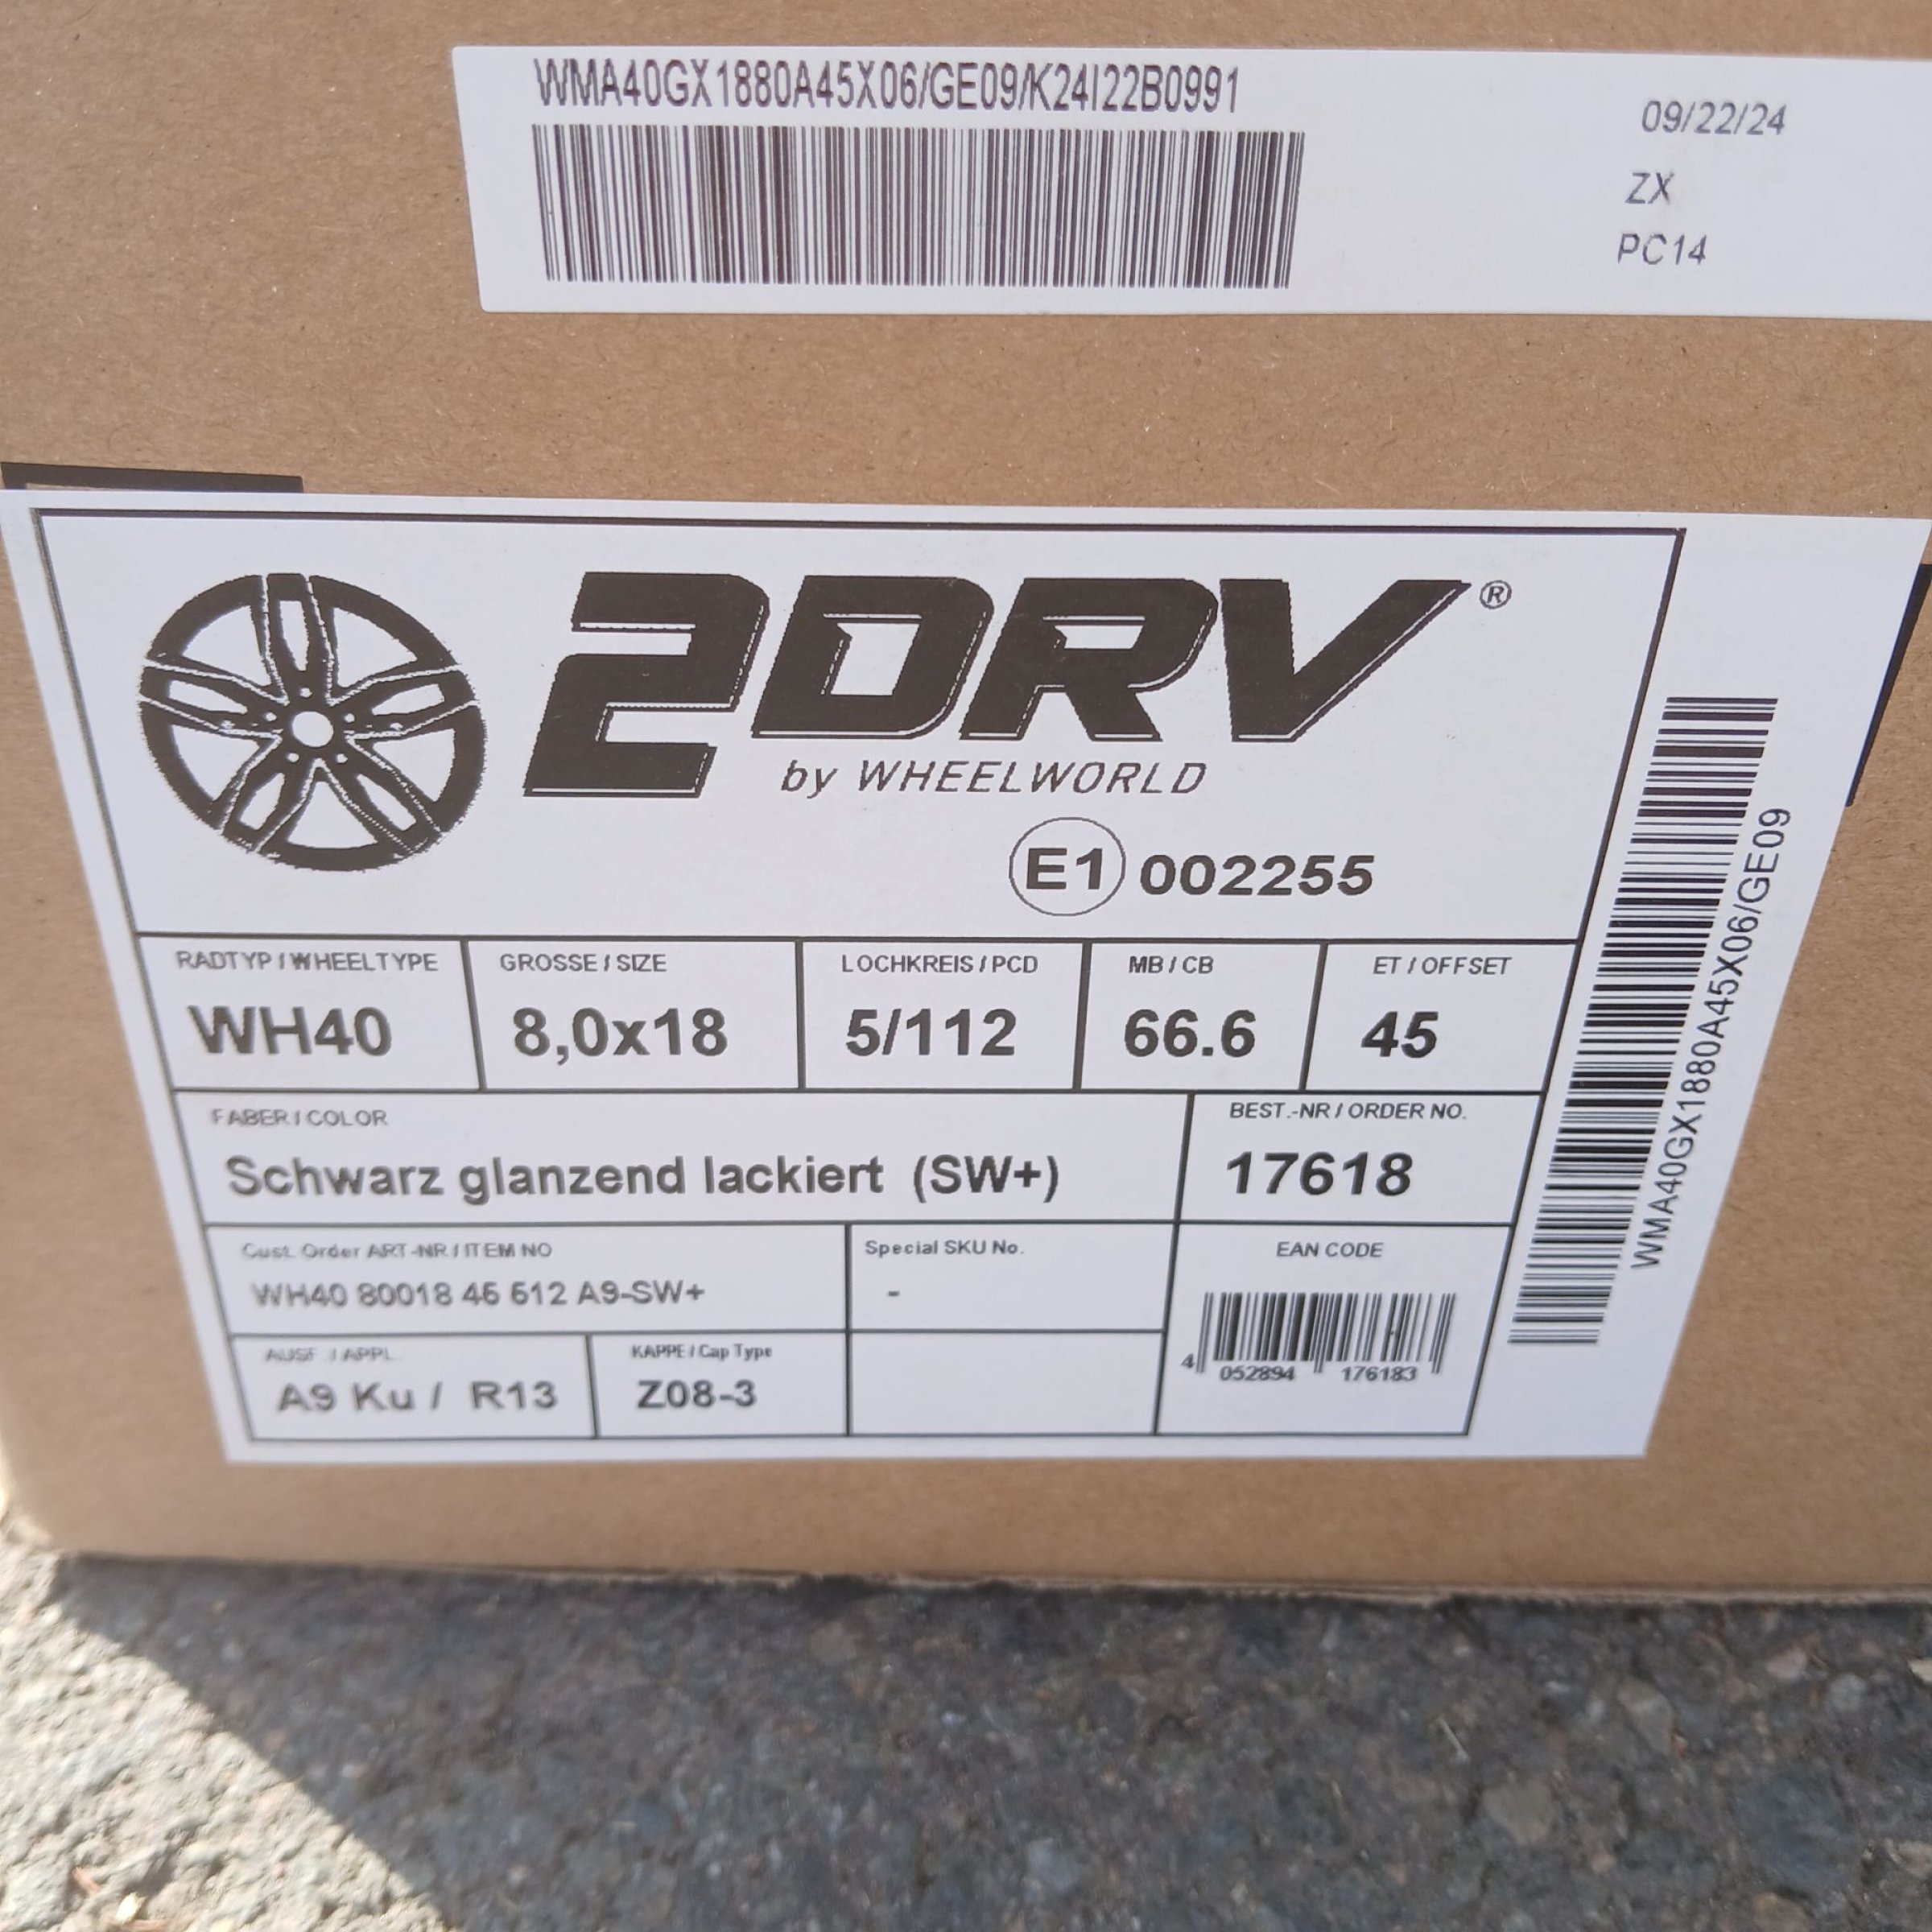 WMA40GX1880A45X06/GE09/K24I22B0991
09/22/24
ZX
PC14
2DRV®
by WHEELWORLD
E1 002255
RADTYP / WHEELTYPE
WH40
GROSSE / SIZE
8,0x18
LOCHKREIS / PCD
5/112
MB / CB
66.6
ET / OFFSET
45
FABER / COLOR
Schwarz glanzend lackiert (SW+)
BEST.-NR / ORDER NO.
17618
Cust. Order ART-NR / ITEM NO
WH40 80018 45 512 A9-SW+
Special SKU No.
-
EAN CODE
4 052894 176183
AUSF. / APPL.
A9 Ku / R13
KAPPE / Cap Type
Z08-3
WMA40GX1880A45X06/GE09